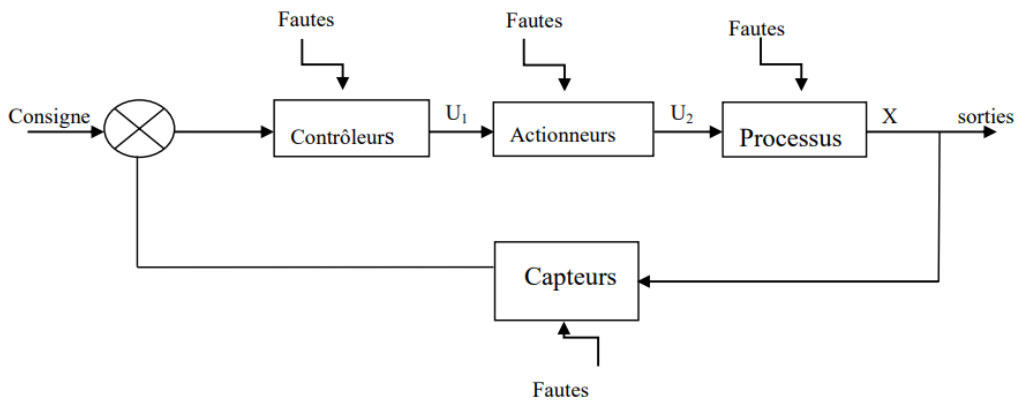 Fautes
Fautes
Fautes
Consigne
Contrôleurs
U₁
Actionneurs
U₂
Processus
X
sorties
Capteurs
Fautes